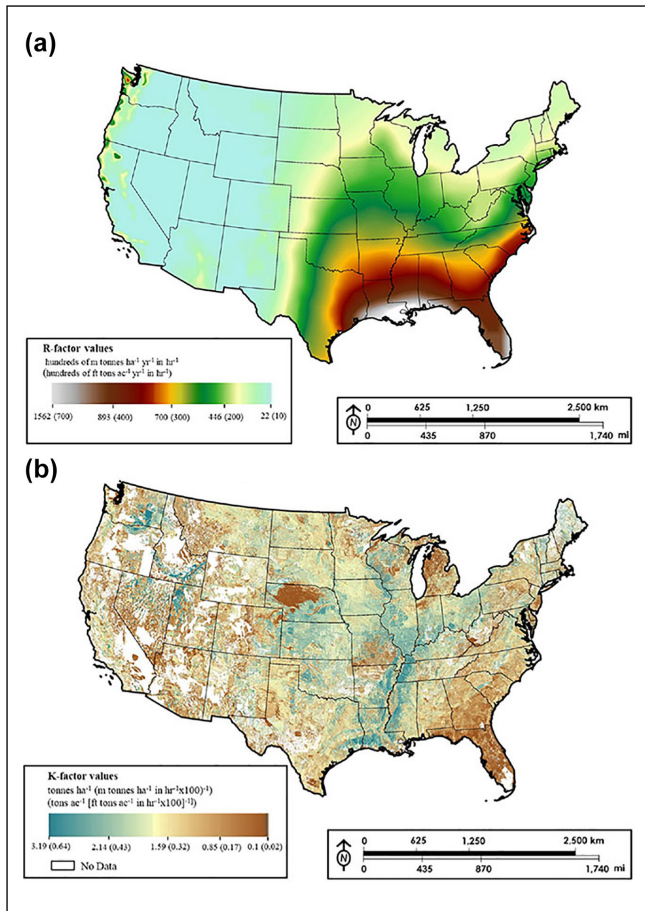 (a)
R-factor values
hundreds of m tonnes ha⁻¹ yr⁻¹ in hr⁻¹
(hundreds of ft tons ac⁻¹ yr⁻¹ in hr⁻¹)
1562 (700) 893 (400) 700 (300) 446 (200) 22 (10)
0 625 1,250 2,500 km
N
0 435 870 1,740 mi
(b)
K-factor values
tonnes ha⁻¹ (m tonnes ha⁻¹ in hr⁻¹x100)⁻¹)
(tons ac⁻¹ [ft tons ac⁻¹ in hr⁻¹x100]⁻¹])
3.19 (0.64) 2.14 (0.43) 1.59 (0.32) 0.85 (0.17) 0.1 (0.02)
No Data
0 625 1,250 2,500 km
N
0 435 870 1,740 mi